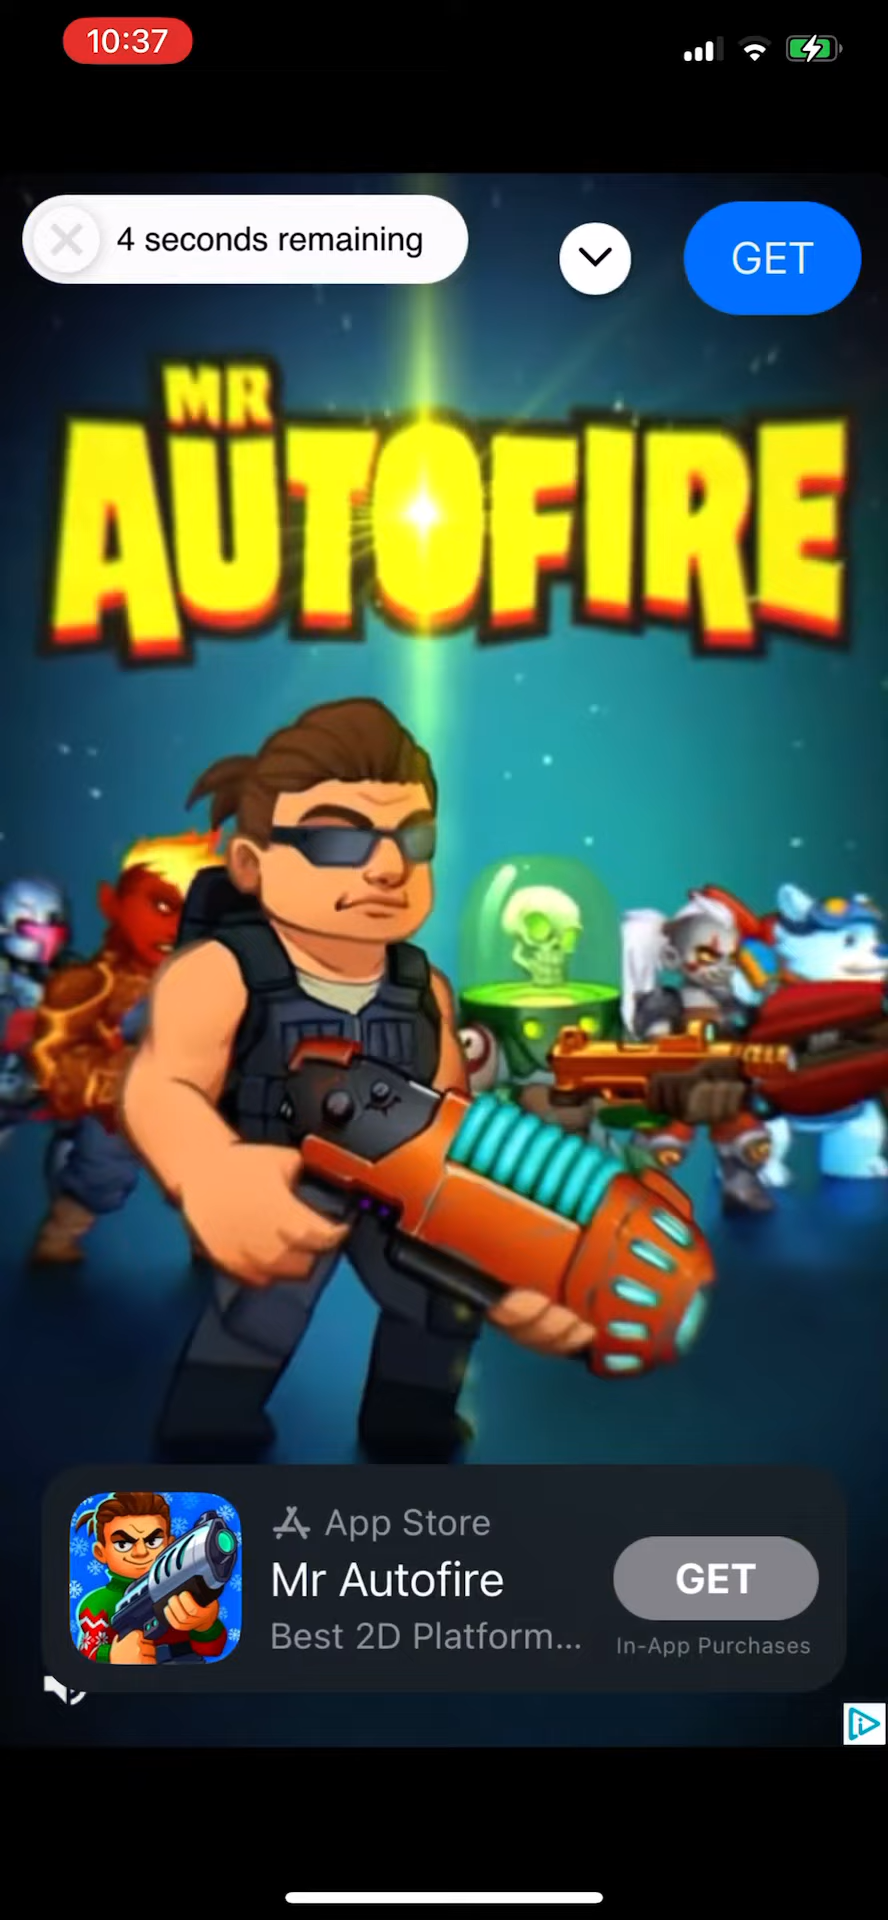 10:37
4 seconds remaining
GET
MR
AUTOFIRE
App Store
Mr Autofire
Best 2D Platform...
GET
In-App Purchases